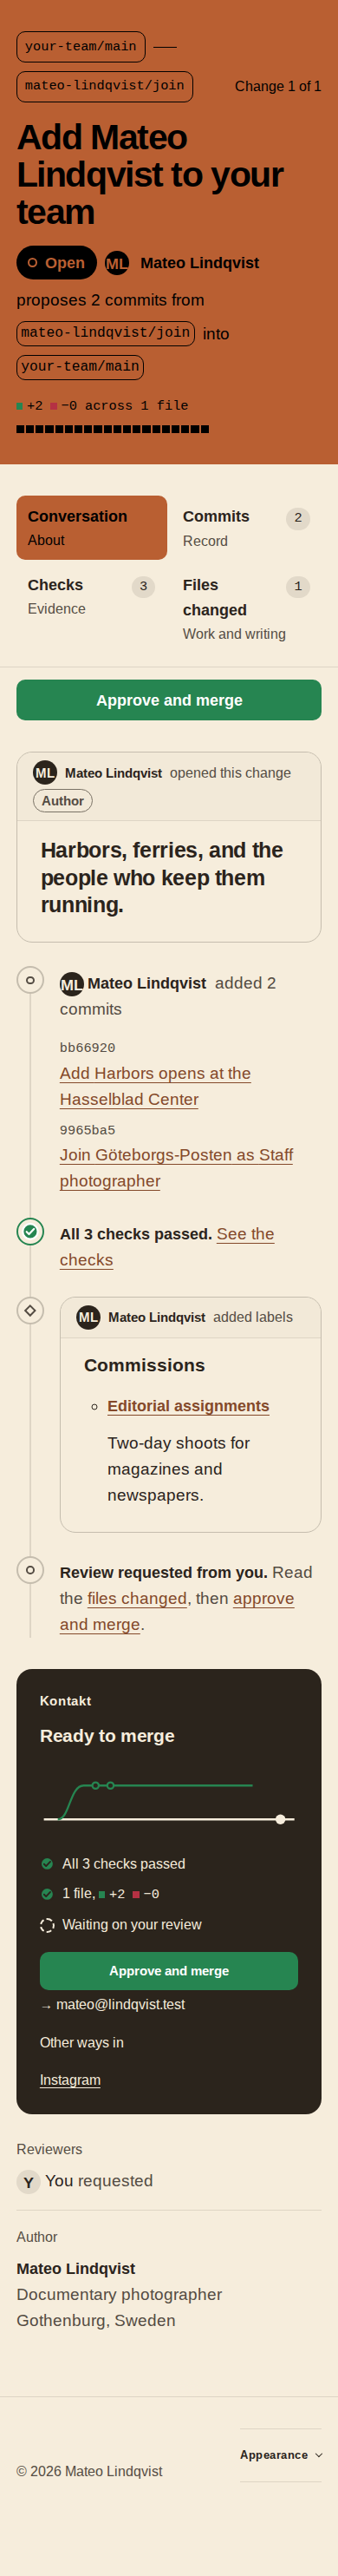 your-team/main
mateo-lindqvist/join
Change 1 of 1
Add Mateo
Lindqvist to your
team
Open ML Mateo Lindqvist
proposes 2 commits from
mateo-lindqvist/join into
your-team/main
+2 −0 across 1 file
Conversation
About
Commits 2
Record
Checks 3
Evidence
Files
changed 1
Work and writing
Approve and merge
ML Mateo Lindqvist opened this change
Author
Harbors, ferries, and the
people who keep them
running.
ML Mateo Lindqvist added 2
commits
bb66920
Add Harbors opens at the
Hasselblad Center
9965ba5
Join Göteborgs-Posten as Staff
photographer
All 3 checks passed. See the
checks
ML Mateo Lindqvist added labels
Commissions
Editorial assignments
Two-day shoots for
magazines and
newspapers.
Review requested from you. Read
the files changed, then approve
and merge.
Kontakt
Ready to merge
All 3 checks passed
1 file, +2 −0
Waiting on your review
Approve and merge
→ mateo@lindqvist.test
Other ways in
Instagram
Reviewers
Y You requested
Author
Mateo Lindqvist
Documentary photographer
Gothenburg, Sweden
Appearance
© 2026 Mateo Lindqvist